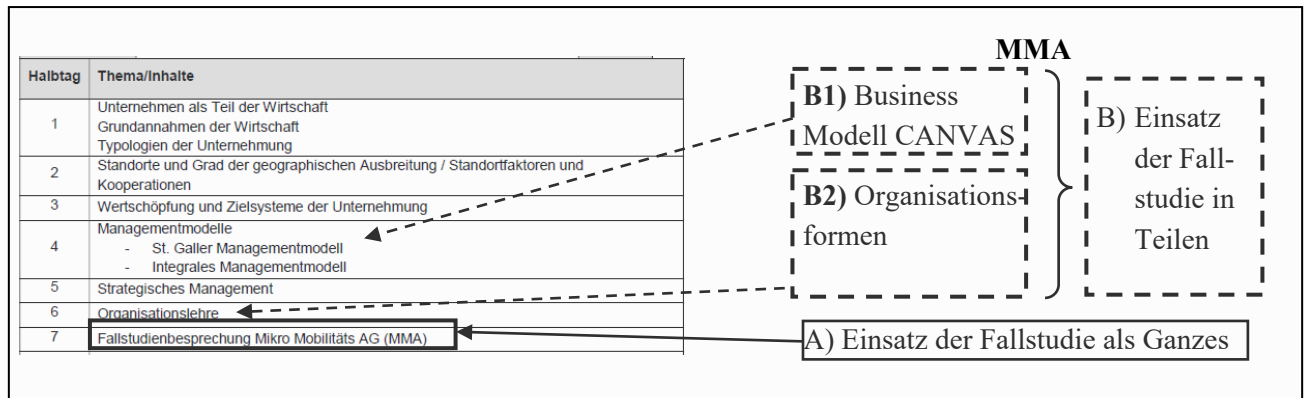 Halbtag Thema/Inhalte
1
Unternehmen als Teil der Wirtschaft
Grundannahmen der Wirtschaft
Typologien der Unternehmung
2
Standorte und Grad der geographischen Ausbreitung / Standortfaktoren und
Kooperationen
3 Wertschöpfung und Zielsysteme der Unternehmung
4
Managementmodelle
- St. Galler Managementmodell
- Integrales Managementmodell
5 Strategisches Management
6 Organisationslehre
7 Fallstudienbesprechung Mikro Mobilitäts AG (MMA)
MMA
B1) Business
Modell CANVAS
B2) Organisations-
formen
B) Einsatz
der Fall-
studie in
Teilen
A) Einsatz der Fallstudie als Ganzes